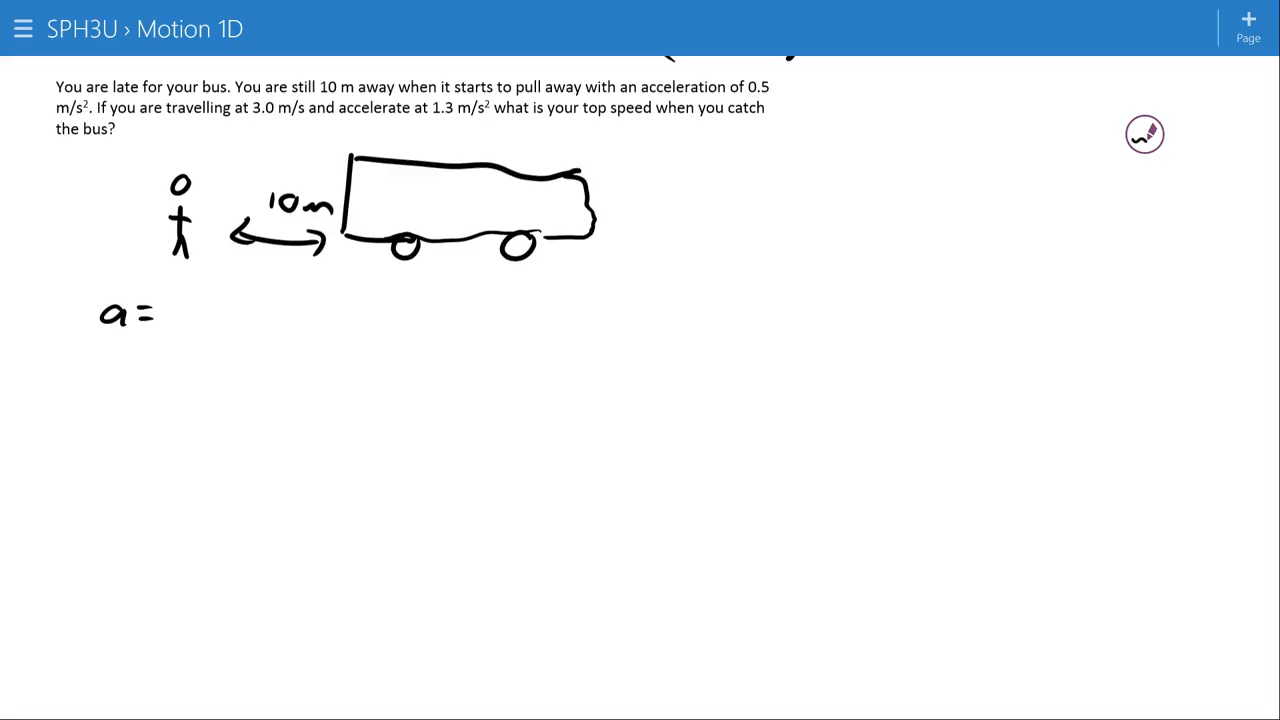 SPH3U › Motion 1D
Page
You are late for your bus. You are still 10 m away when it starts to pull away with an acceleration of 0.5
m/s². If you are travelling at 3.0 m/s and accelerate at 1.3 m/s² what is your top speed when you catch
the bus?
10m
a=